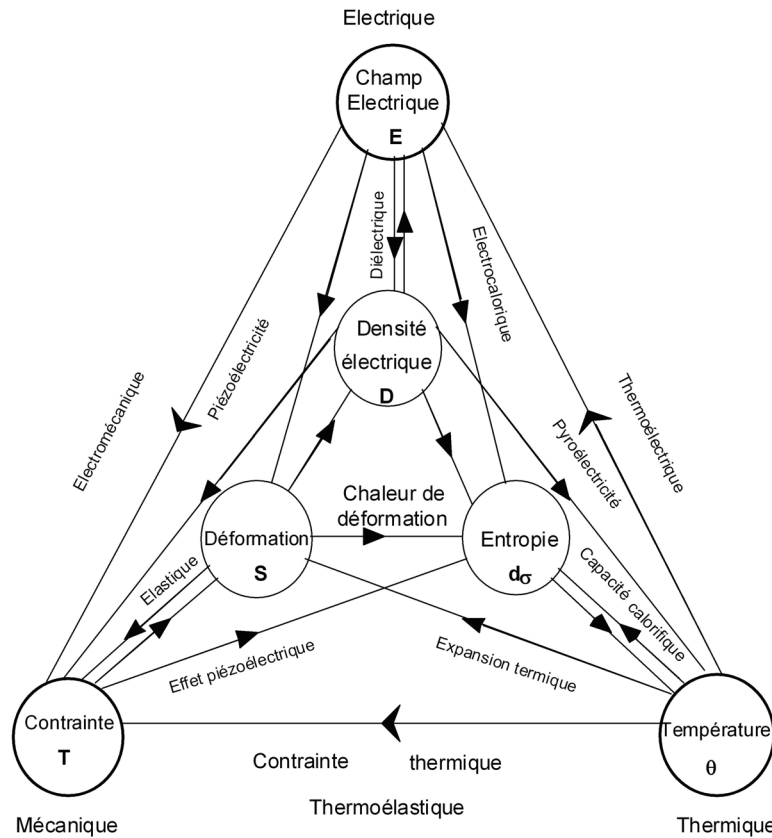 Electrique
Champ
Electrique
E
Diélectrique
Electrocalorique
Densité
électrique
D
Piézoélectricité
Electromécanique
Pyroélectricité
Thermoélectrique
Chaleur de
déformation
Déformation
S
Entropie
dσ
Elastique
Capacité calorifique
Effet piézoélectrique
Expansion termique
Contrainte
T
Température
θ
Contrainte thermique
Thermoélastique
Mécanique
Thermique